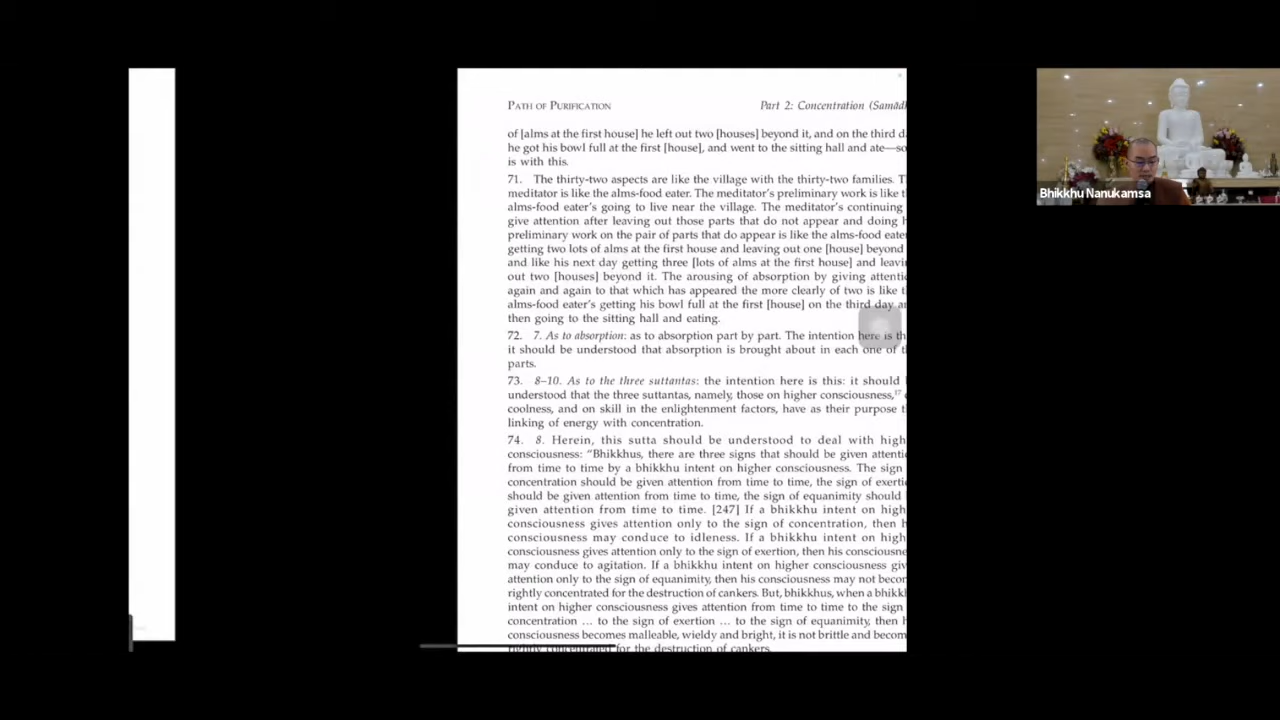 PATH OF PURIFICATION Part 2: Concentration (Samādh
of [alms at the first house] he left out two [houses] beyond it, and on the third d
he got his bowl full at the first [house], and went to the sitting hall and ate—so
is with this.
71. The thirty-two aspects are like the village with the thirty-two families. T
meditator is like the alms-food eater. The meditator's preliminary work is like t
alms-food eater's going to live near the village. The meditator's continuing
give attention after leaving out those parts that do not appear and doing h
preliminary work on the pair of parts that do appear is like the alms-food eate
getting two lots of alms at the first house and leaving out one [house] beyond
and like his next day getting three [lots of alms at the first house] and leavi
out two [houses] beyond it. The arousing of absorption by giving attentio
again and again to that which has appeared the more clearly of two is like t
alms-food eater's getting his bowl full at the first [house] on the third day an
then going to the sitting hall and eating.
72. 7. As to absorption: as to absorption part by part. The intention here is th
it should be understood that absorption is brought about in each one of t
parts.
73. 8–10. As to the three suttantas: the intention here is this: it should
understood that the three suttantas, namely, those on higher consciousness,17 o
coolness, and on skill in the enlightenment factors, have as their purpose t
linking of energy with concentration.
74. 8. Herein, this sutta should be understood to deal with high
consciousness: "Bhikkhus, there are three signs that should be given attentio
from time to time by a bhikkhu intent on higher consciousness. The sign
concentration should be given attention from time to time, the sign of exertio
should be given attention from time to time, the sign of equanimity should
given attention from time to time. [247] If a bhikkhu intent on high
consciousness gives attention only to the sign of concentration, then h
consciousness may conduce to idleness. If a bhikkhu intent on high
consciousness gives attention only to the sign of exertion, then his consciousne
may conduce to agitation. If a bhikkhu intent on higher consciousness giv
attention only to the sign of equanimity, then his consciousness may not becom
rightly concentrated for the destruction of cankers. But, bhikkhus, when a bhikkh
intent on higher consciousness gives attention from time to time to the sign
concentration ... to the sign of exertion ... to the sign of equanimity, then h
consciousness becomes malleable, wieldy and bright, it is not brittle and becom
rightly concentrated for the destruction of cankers.
Bhikkhu Nanukamsa